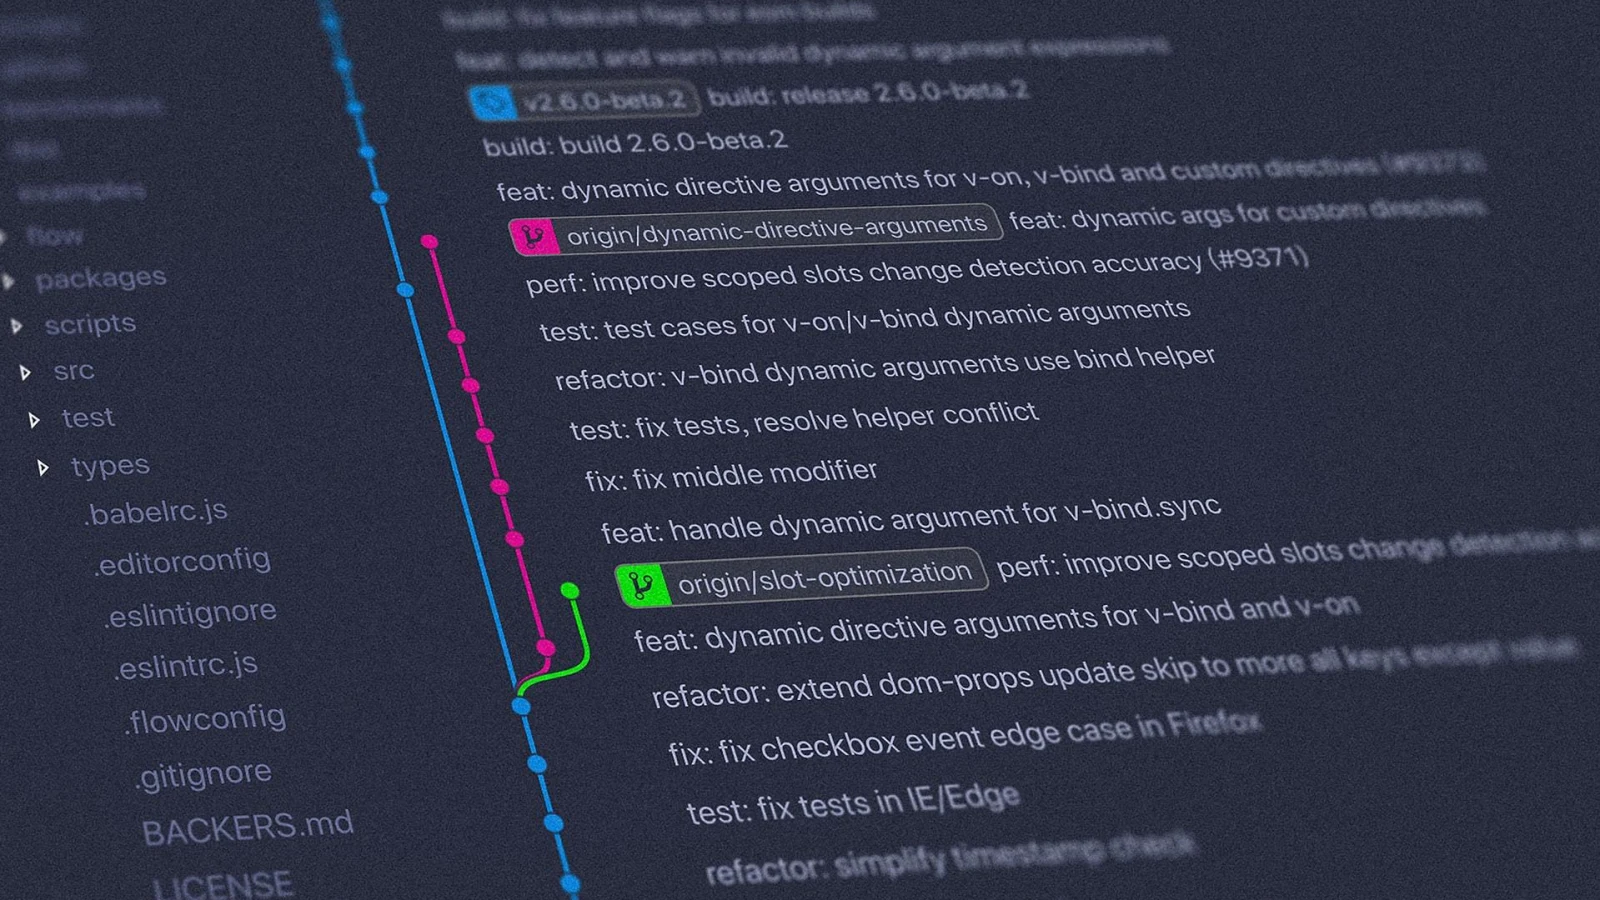 build: fix feature flags for esm builds
feat: detect and warn invalid dynamic argument expressions
v2.6.0-beta.2 build: release 2.6.0-beta.2
build: build 2.6.0-beta.2
feat: dynamic directive arguments for v-on, v-bind and custom directives (#9373)
origin/dynamic-directive-arguments feat: dynamic args for custom directives
perf: improve scoped slots change detection accuracy (#9371)
test: test cases for v-on/v-bind dynamic arguments
refactor: v-bind dynamic arguments use bind helper
test: fix tests, resolve helper conflict
fix: fix middle modifier
feat: handle dynamic argument for v-bind.sync
origin/slot-optimization perf: improve scoped slots change detection
feat: dynamic directive arguments for v-bind and v-on
refactor: extend dom-props update skip to more all keys except value
fix: fix checkbox event edge case in Firefox
test: fix tests in IE/Edge
refactor: simplify timestamp check
examples
flow
packages
scripts
src
test
types
.babelrc.js
.editorconfig
.eslintignore
.eslintrc.js
.flowconfig
.gitignore
BACKERS.md
LICENSE